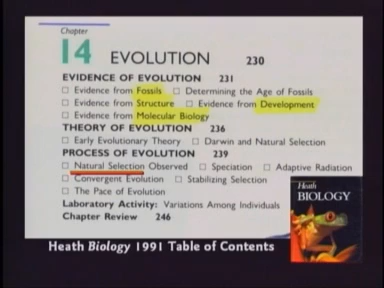 Chapter
14 EVOLUTION 230
EVIDENCE OF EVOLUTION 231
□ Evidence from Fossils □ Determining the Age of Fossils
□ Evidence from Structure □ Evidence from Development
□ Evidence from Molecular Biology
THEORY OF EVOLUTION 236
□ Early Evolutionary Theory □ Darwin and Natural Selection
PROCESS OF EVOLUTION 239
□ Natural Selection Observed □ Speciation □ Adaptive Radiation
□ Convergent Evolution □ Stabilizing Selection
□ The Pace of Evolution
Laboratory Activity: Variations Among Individuals
Chapter Review 246
Heath
BIOLOGY
Heath Biology 1991 Table of Contents